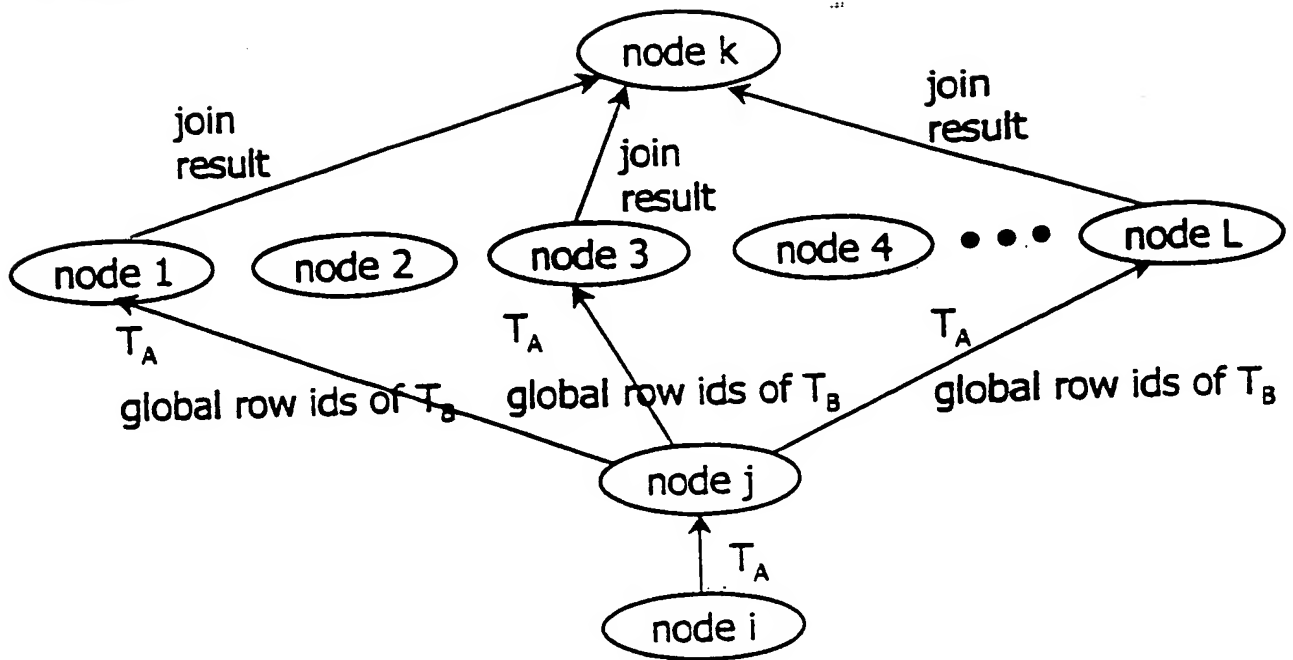 node k
join
result
join
result
join
result
node 1
node 2
node 3
node 4
node L
T_A
T_A
T_A
global row ids of T_B
global row ids of T_B
global row ids of T_B
node j
T_A
node i